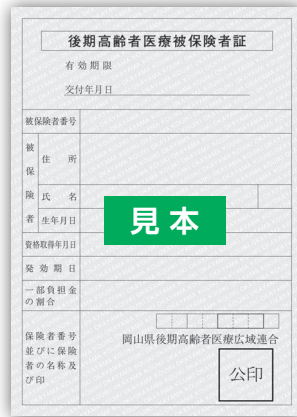 後期高齢者医療被保険者証
有効期限
交付年月日
被保険者番号
被保険者
住所
氏名
生年月日
見本
資格取得年月日
発効期日
一部負担金
の割合
保険者番号
並びに保険
者の名称及
び印
岡山県後期高齢者医療広域連合
公印